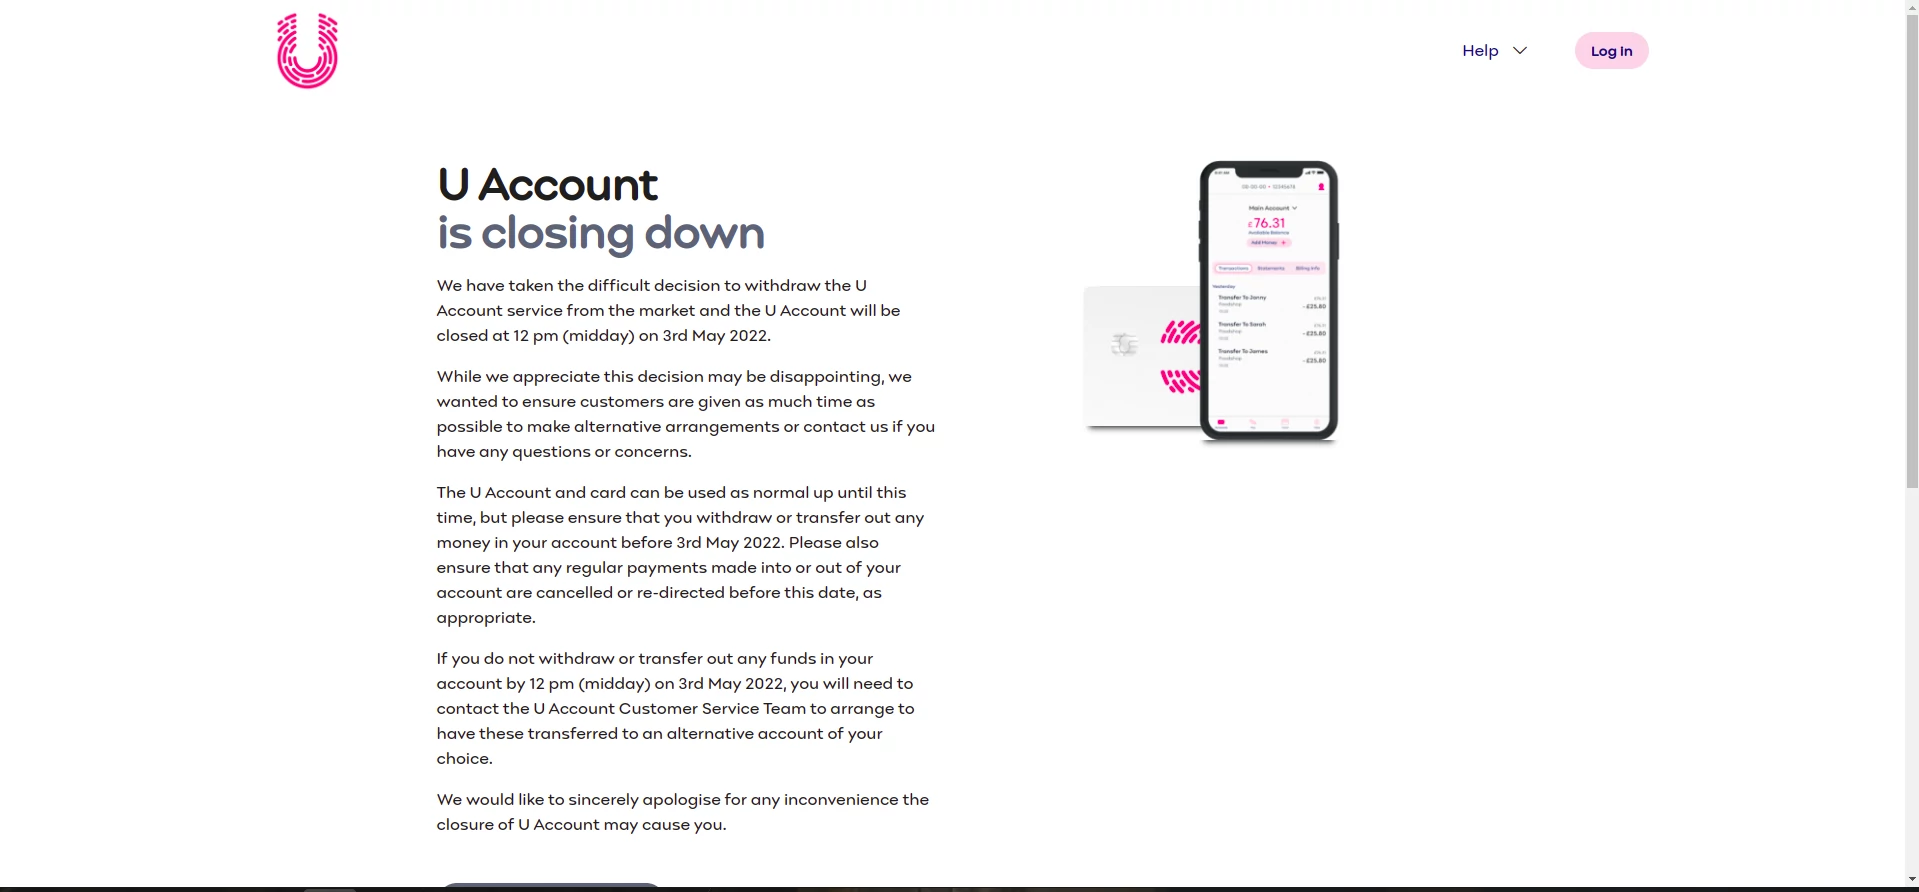 Help
Log in
U Account
is closing down
We have taken the difficult decision to withdraw the U
Account service from the market and the U Account will be
closed at 12 pm (midday) on 3rd May 2022.
While we appreciate this decision may be disappointing, we
wanted to ensure customers are given as much time as
possible to make alternative arrangements or contact us if you
have any questions or concerns.
The U Account and card can be used as normal up until this
time, but please ensure that you withdraw or transfer out any
money in your account before 3rd May 2022. Please also
ensure that any regular payments made into or out of your
account are cancelled or re-directed before this date, as
appropriate.
If you do not withdraw or transfer out any funds in your
account by 12 pm (midday) on 3rd May 2022, you will need to
contact the U Account Customer Service Team to arrange to
have these transferred to an alternative account of your
choice.
We would like to sincerely apologise for any inconvenience the
closure of U Account may cause you.
00-00-00 • 12345678
Main Account
£76.31
Available Balance
Add Money +
Transactions Statements Billing Info
Yesterday
Transfer To Jonny
-£25.80
Transfer To Sarah
-£25.80
Transfer To James
-£25.80